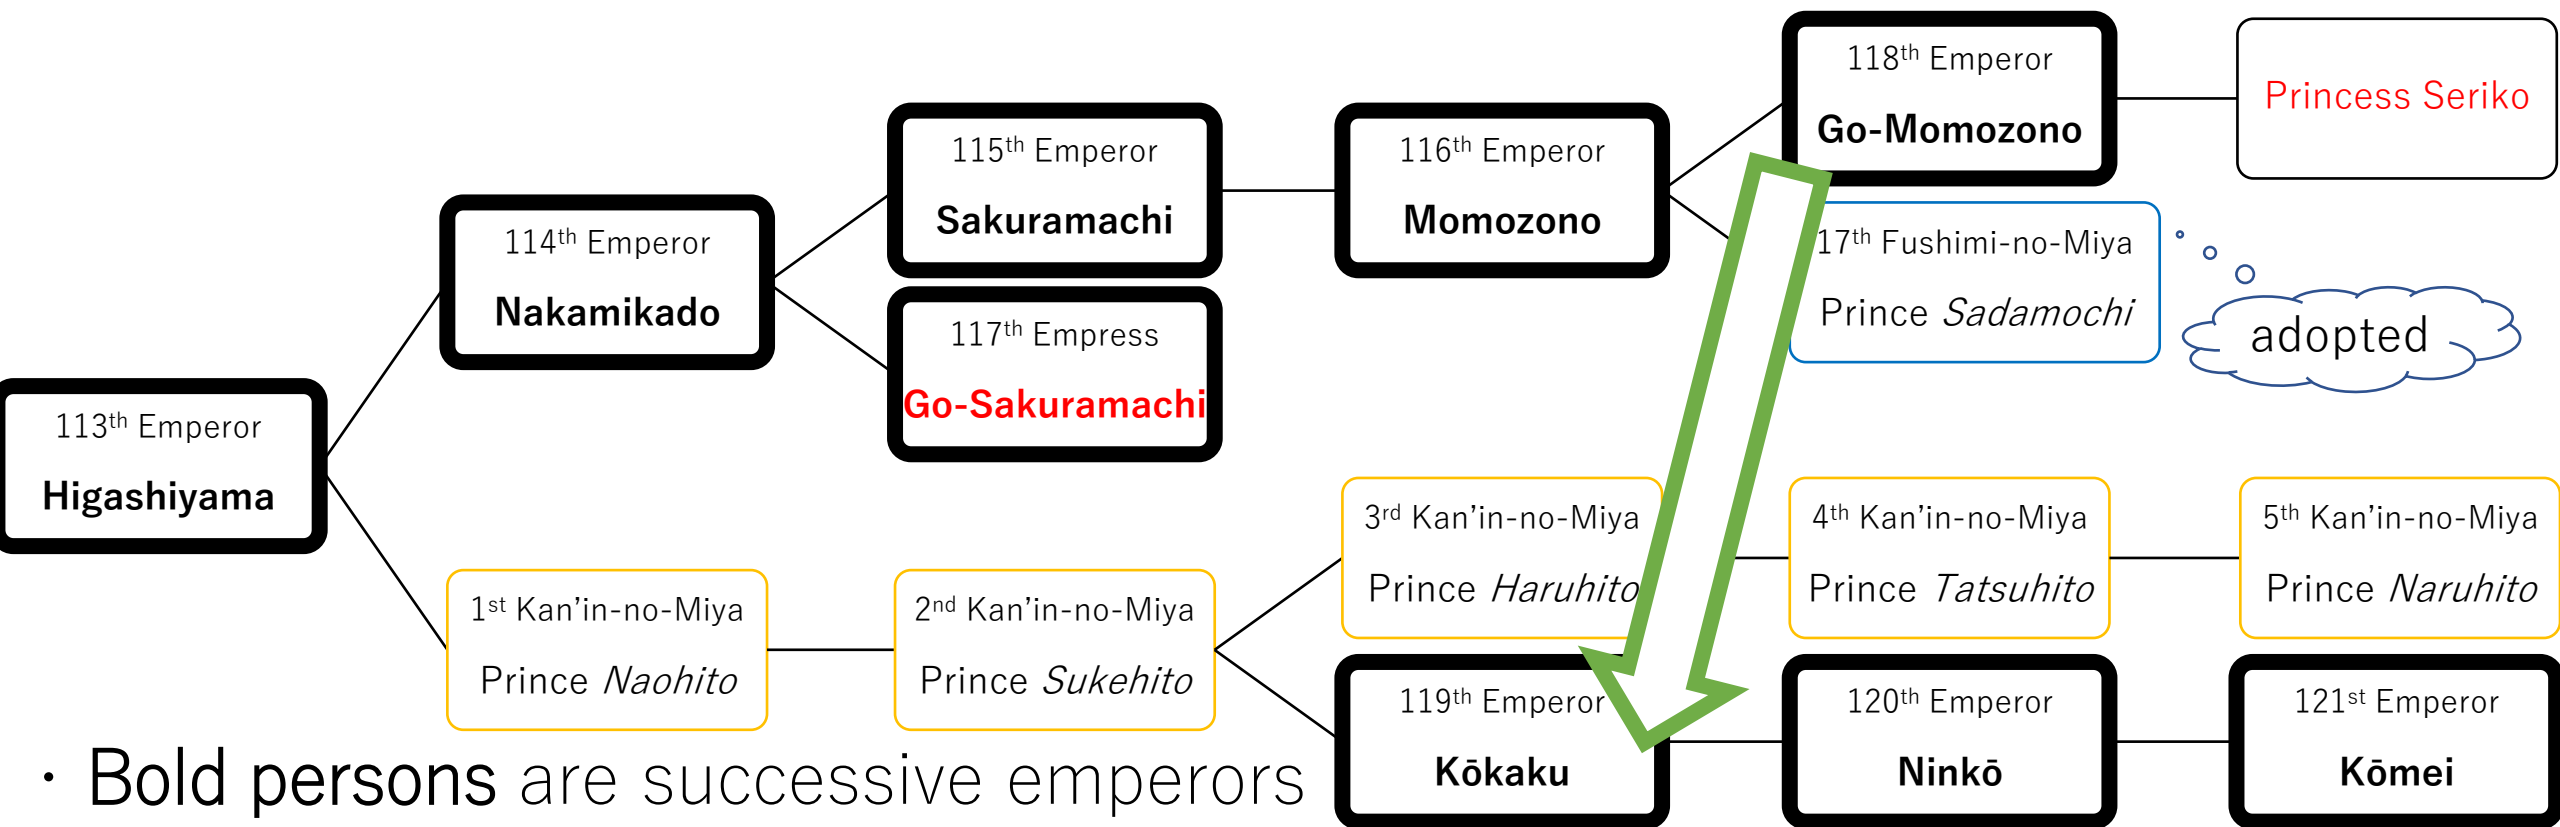 118th Emperor
Go-Momozono
Princess Seriko
115th Emperor
Sakuramachi
116th Emperor
Momozono
114th Emperor
Nakamikado
17th Fushimi-no-Miya
Prince Sadamochi
adopted
117th Empress
Go-Sakuramachi
113th Emperor
Higashiyama
3rd Kan’in-no-Miya
Prince Haruhito
4th Kan’in-no-Miya
Prince Tatsuhito
5th Kan’in-no-Miya
Prince Naruhito
1st Kan’in-no-Miya
Prince Naohito
2nd Kan’in-no-Miya
Prince Sukehito
119th Emperor
Kōkaku
120th Emperor
Ninkō
121st Emperor
Kōmei
・Bold persons are successive emperors